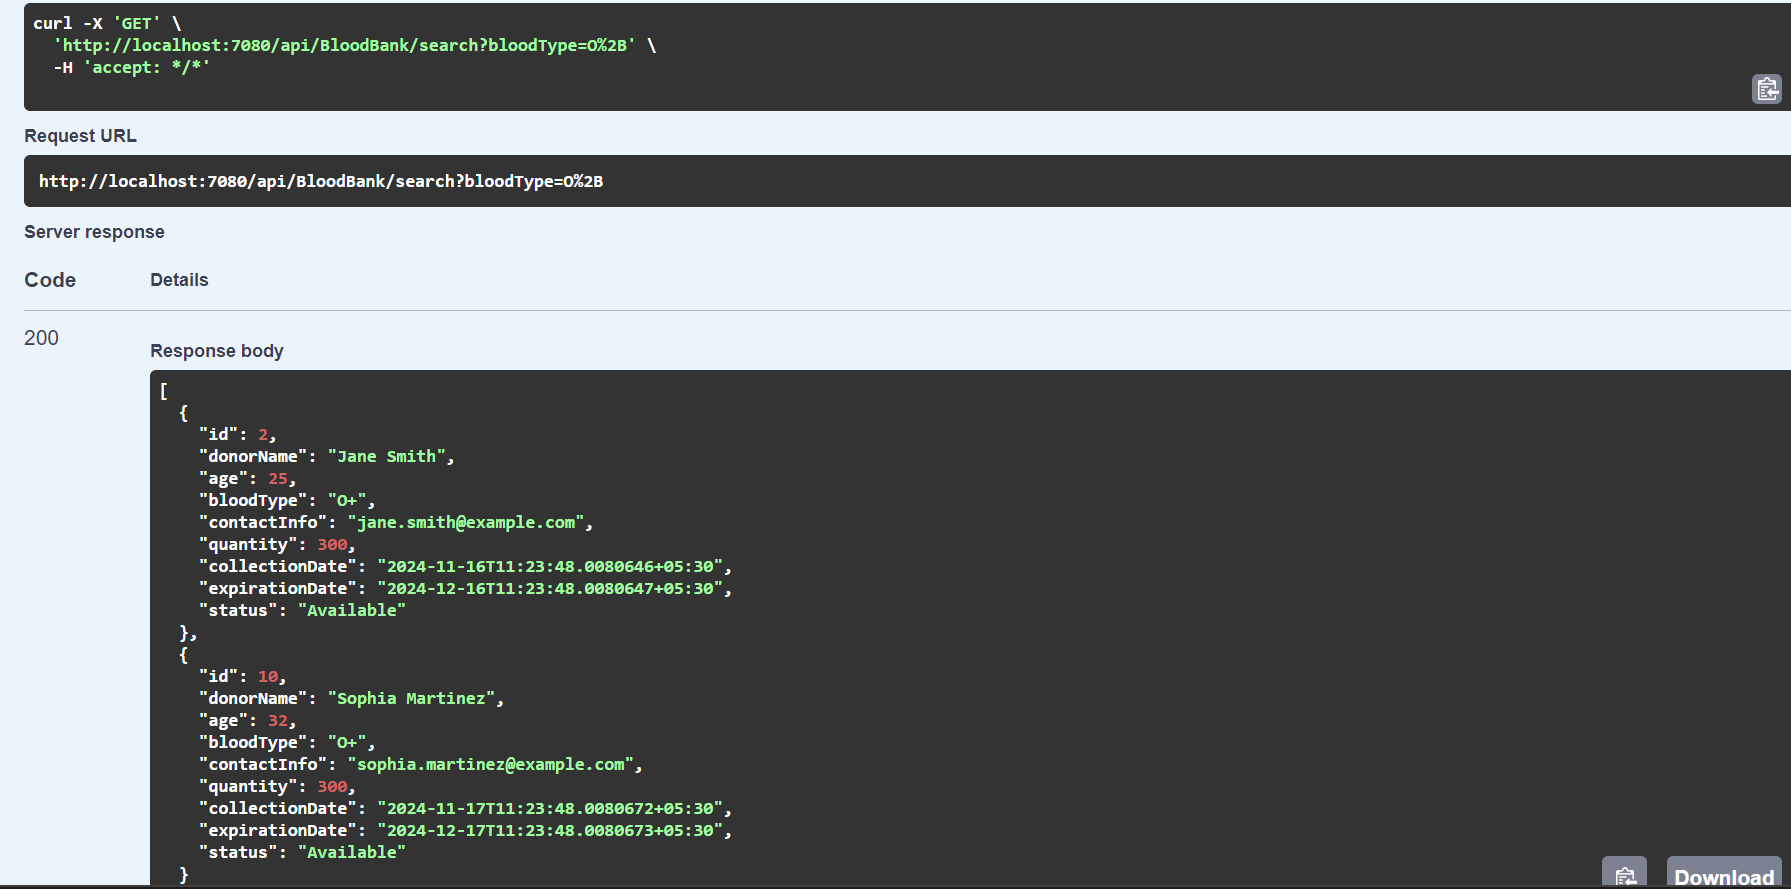 curl -X 'GET' \
  'http://localhost:7080/api/BloodBank/search?bloodType=O%2B' \
  -H 'accept: */*'
Request URL
http://localhost:7080/api/BloodBank/search?bloodType=O%2B
Server response
Code Details
200
Response body
[
  {
    "id": 2,
    "donorName": "Jane Smith",
    "age": 25,
    "bloodType": "O+",
    "contactInfo": "jane.smith@example.com",
    "quantity": 300,
    "collectionDate": "2024-11-16T11:23:48.0080646+05:30",
    "expirationDate": "2024-12-16T11:23:48.0080647+05:30",
    "status": "Available"
  },
  {
    "id": 10,
    "donorName": "Sophia Martinez",
    "age": 32,
    "bloodType": "O+",
    "contactInfo": "sophia.martinez@example.com",
    "quantity": 300,
    "collectionDate": "2024-11-17T11:23:48.0080672+05:30",
    "expirationDate": "2024-12-17T11:23:48.0080673+05:30",
    "status": "Available"
  }
Download